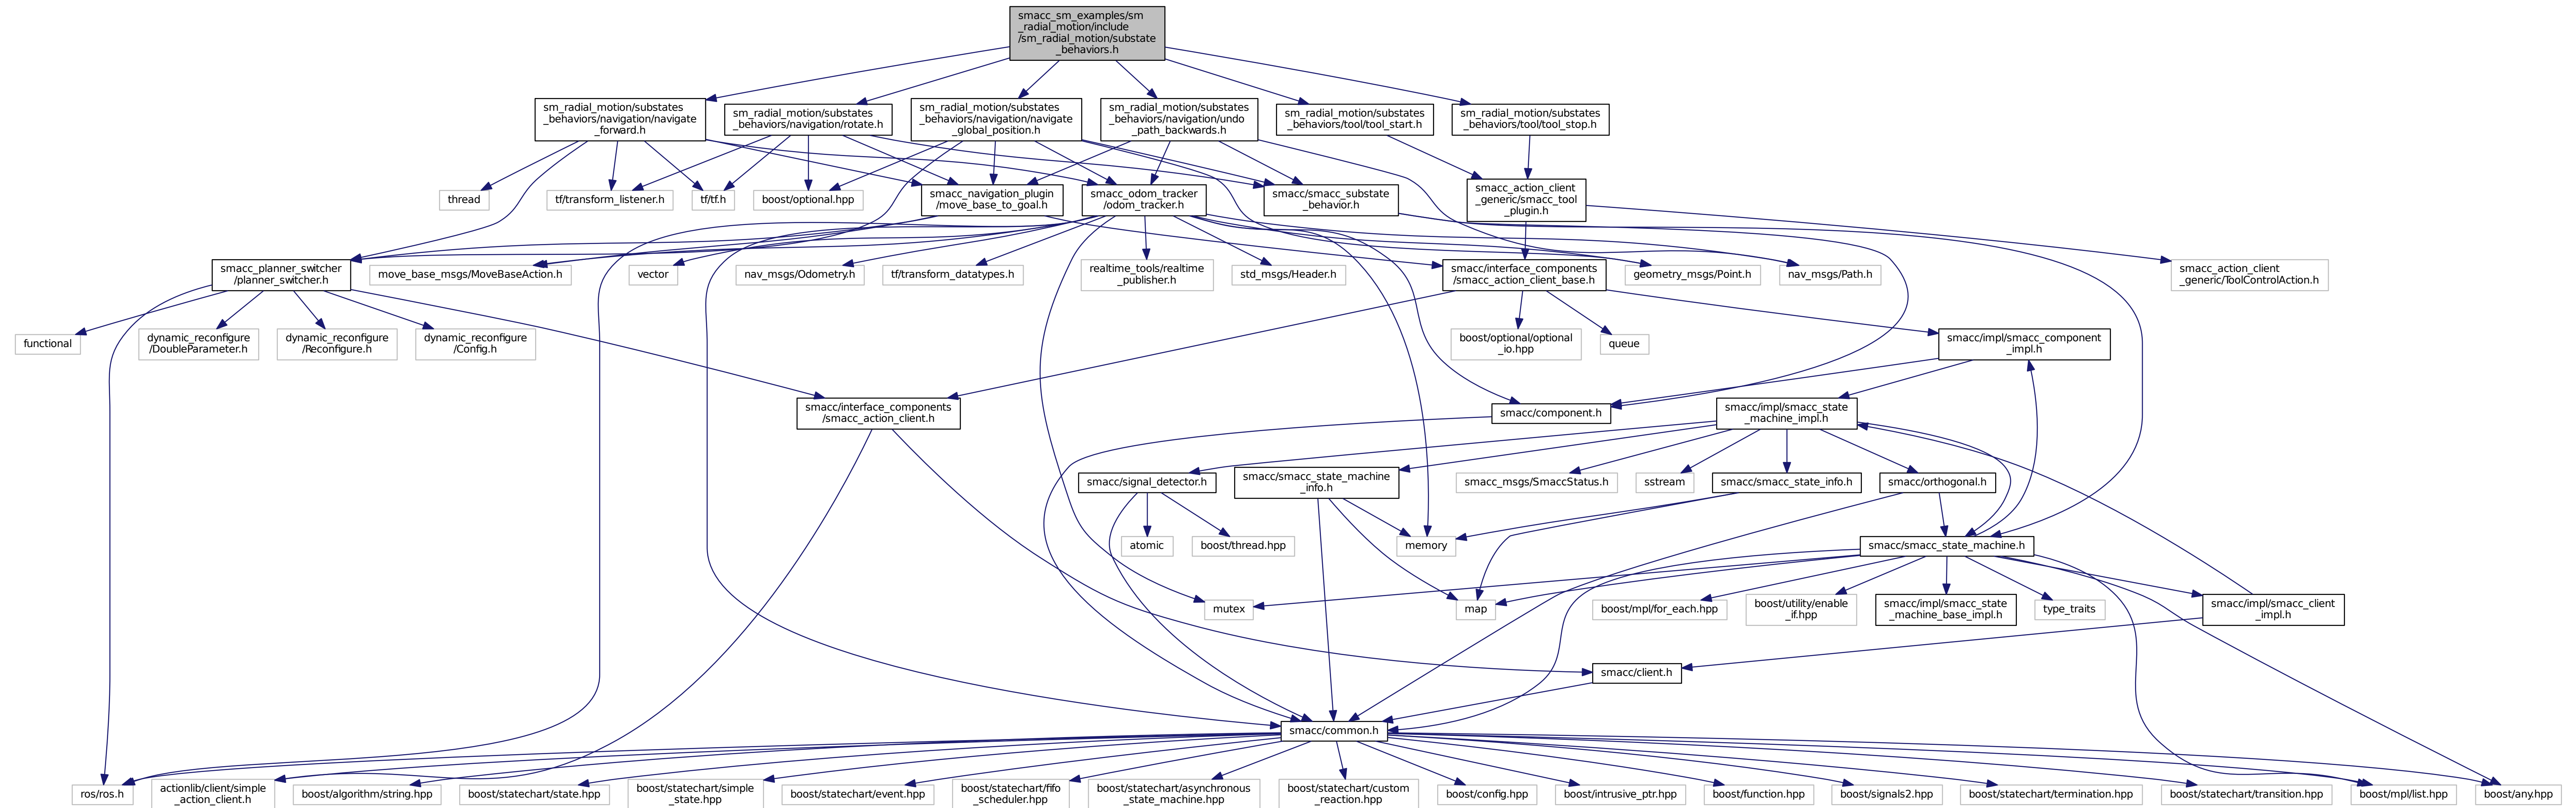 smacc_sm_examples/sm
_radial_motion/include
/sm_radial_motion/substate
_behaviors.h
sm_radial_motion/substates
_behaviors/navigation/navigate
_forward.h
sm_radial_motion/substates
_behaviors/navigation/rotate.h
sm_radial_motion/substates
_behaviors/navigation/navigate
_global_position.h
sm_radial_motion/substates
_behaviors/navigation/undo
_path_backwards.h
sm_radial_motion/substates
_behaviors/tool/tool_start.h
sm_radial_motion/substates
_behaviors/tool/tool_stop.h
thread
tf/transform_listener.h
tf/tf.h
boost/optional.hpp
smacc_navigation_plugin
/move_base_to_goal.h
smacc_odom_tracker
/odom_tracker.h
smacc/smacc_substate
_behavior.h
smacc_action_client
_generic/smacc_tool
_plugin.h
smacc_planner_switcher
/planner_switcher.h
move_base_msgs/MoveBaseAction.h
vector
nav_msgs/Odometry.h
tf/transform_datatypes.h
realtime_tools/realtime
_publisher.h
std_msgs/Header.h
smacc/interface_components
/smacc_action_client_base.h
geometry_msgs/Point.h
nav_msgs/Path.h
smacc_action_client
_generic/ToolControlAction.h
functional
dynamic_reconfigure
/DoubleParameter.h
dynamic_reconfigure
/Reconfigure.h
dynamic_reconfigure
/Config.h
boost/optional/optional
_io.hpp
queue
smacc/impl/smacc_component
_impl.h
smacc/interface_components
/smacc_action_client.h
smacc/component.h
smacc/impl/smacc_state
_machine_impl.h
smacc/signal_detector.h
smacc/smacc_state_machine
_info.h
smacc_msgs/SmaccStatus.h
sstream
smacc/smacc_state_info.h
smacc/orthogonal.h
atomic
boost/thread.hpp
memory
smacc/smacc_state_machine.h
mutex
map
boost/mpl/for_each.hpp
boost/utility/enable
_if.hpp
smacc/impl/smacc_state
_machine_base_impl.h
type_traits
smacc/impl/smacc_client
_impl.h
smacc/client.h
smacc/common.h
ros/ros.h
actionlib/client/simple
_action_client.h
boost/algorithm/string.hpp
boost/statechart/state.hpp
boost/statechart/simple
_state.hpp
boost/statechart/event.hpp
boost/statechart/fifo
_scheduler.hpp
boost/statechart/asynchronous
_state_machine.hpp
boost/statechart/custom
_reaction.hpp
boost/config.hpp
boost/intrusive_ptr.hpp
boost/function.hpp
boost/signals2.hpp
boost/statechart/termination.hpp
boost/statechart/transition.hpp
boost/mpl/list.hpp
boost/any.hpp